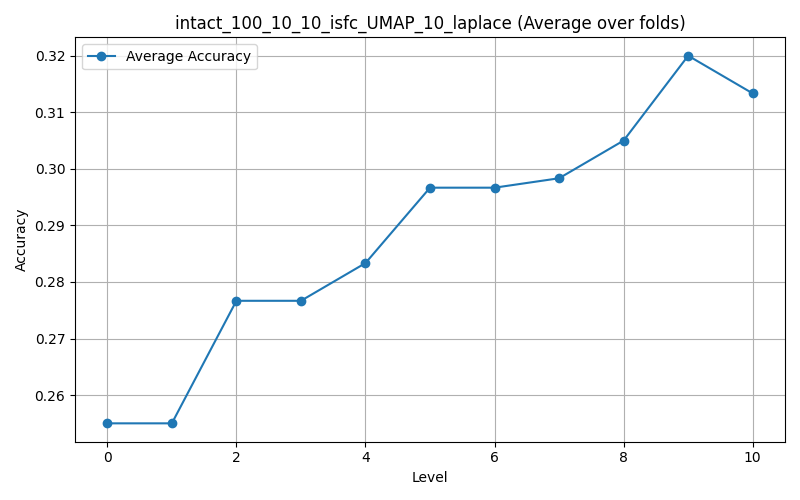 intact_100_10_10_isfc_UMAP_10_laplace (Average over folds)
Average Accuracy
0.32
0.31
0.30
0.29
0.28
0.27
0.26
Accuracy
0 2 4 6 8 10
Level